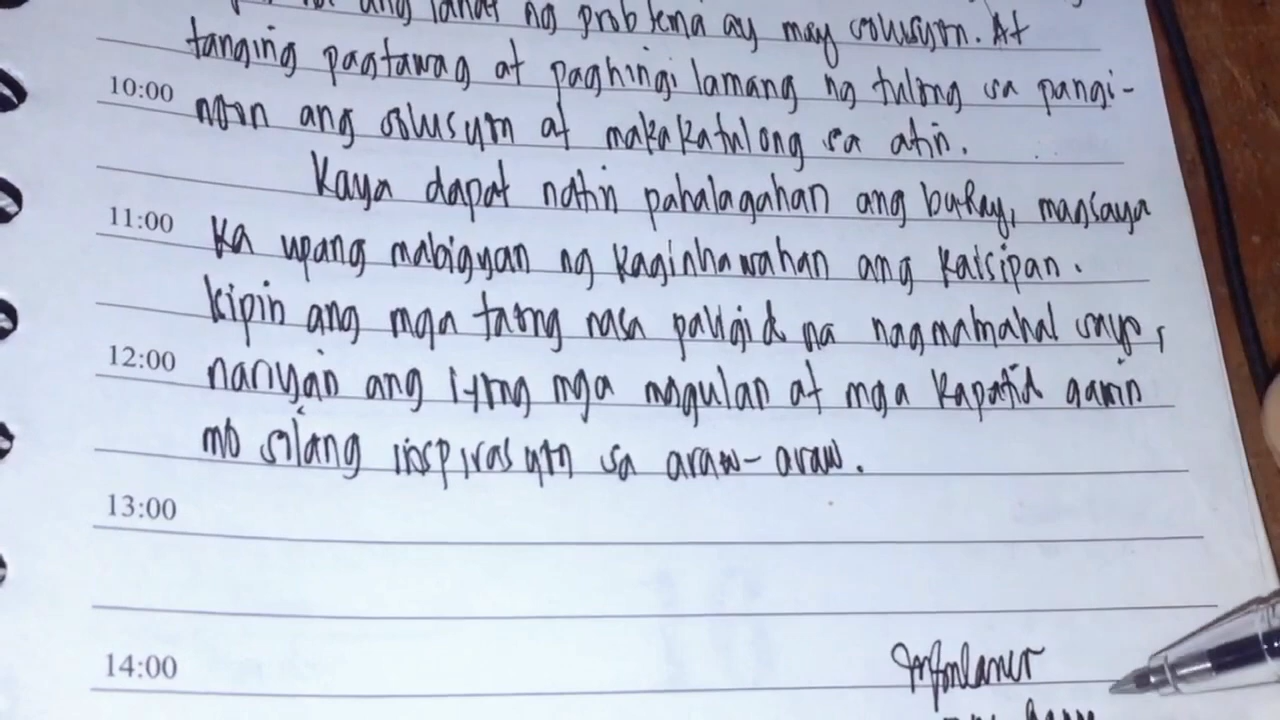 ang lahat ng problema ay may solusyon. At
tanging pagtawag at paghingi lamang ng tulong sa pangi-
10:00 noon ang solusyon at makakatulong sa atin.
Kaya dapat natin pahalagahan ang buhay, magsaya
11:00 ka upang mabigyan ng kaginhawahan ang kaisipan.
kipin ang mga taong nasa paligid na nagmamahal sayo,
12:00 nariyan ang iyong mga magulan at mga kapatid gawin
mo silang inspirasyon sa araw-araw.
13:00
14:00